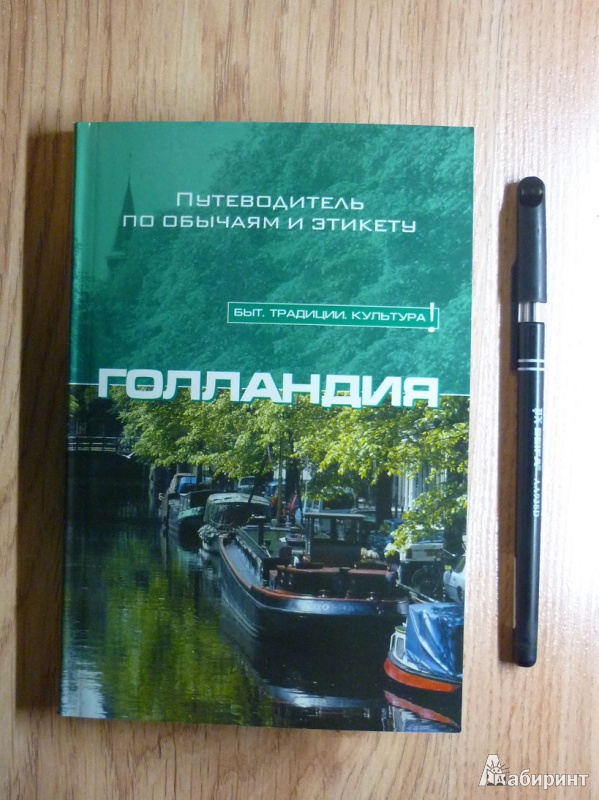 Путеводитель
по обычаям и этикету
Быт. Традиции. Культура!
ГОЛЛАНДИЯ
Лабиринт